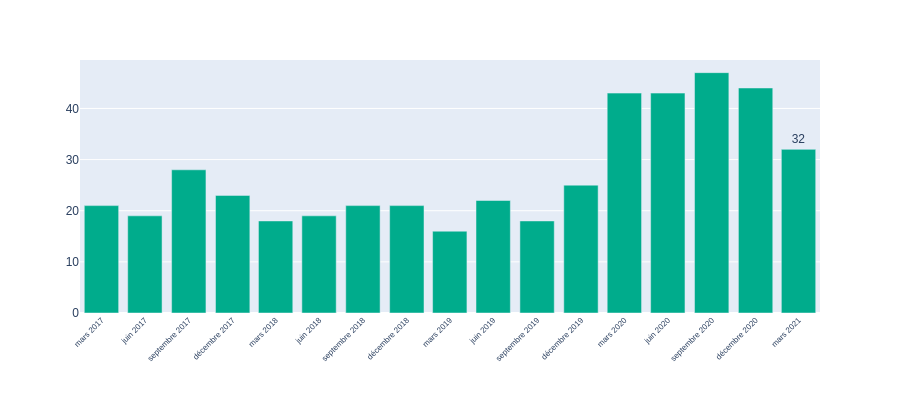 40
30
20
10
0
32
mars 2017
juin 2017
septembre 2017
décembre 2017
mars 2018
juin 2018
septembre 2018
décembre 2018
mars 2019
juin 2019
septembre 2019
décembre 2019
mars 2020
juin 2020
septembre 2020
décembre 2020
mars 2021